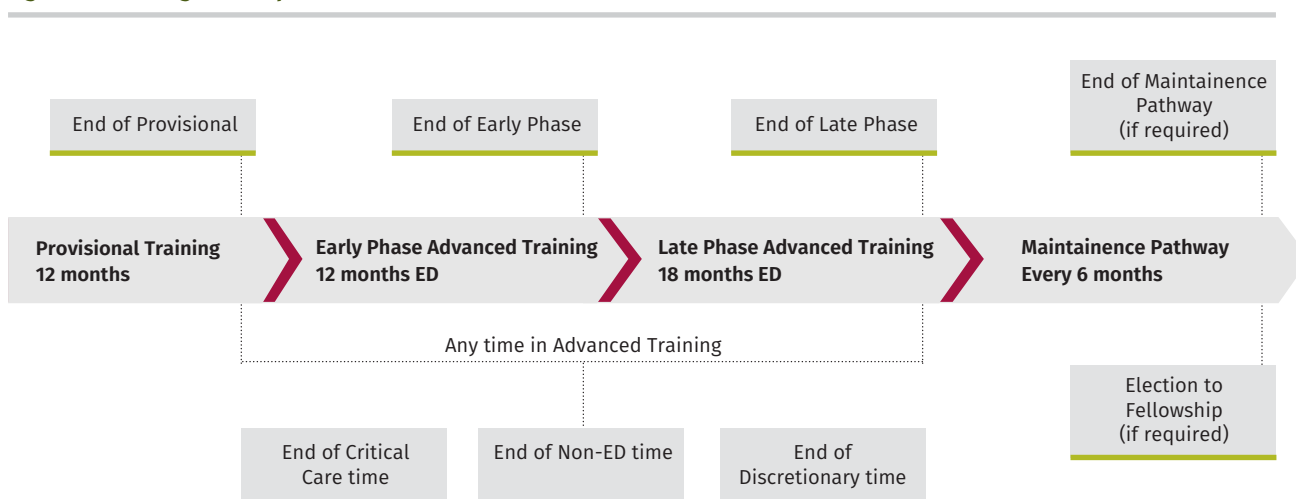 End of Provisional
End of Early Phase
End of Late Phase
End of Maintainence
Pathway
(if required)
Provisional Training
12 months
Early Phase Advanced Training
12 months ED
Late Phase Advanced Training
18 months ED
Maintainence Pathway
Every 6 months
Any time in Advanced Training
End of Critical
Care time
End of Non-ED time
End of
Discretionary time
Election to
Fellowship
(if required)